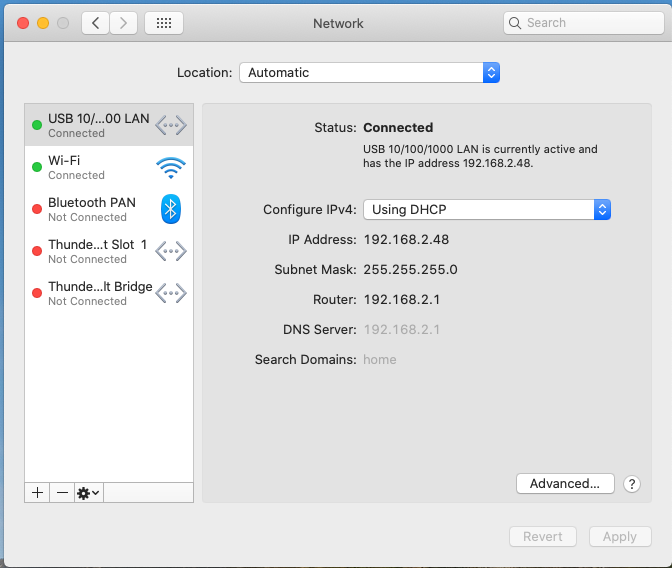 Network
Search
Location: Automatic
USB 10/...00 LAN
Connected
Wi-Fi
Connected
Bluetooth PAN
Not Connected
Thunde...t Slot 1
Not Connected
Thunde...lt Bridge
Not Connected
Status: Connected
USB 10/100/1000 LAN is currently active and
has the IP address 192.168.2.48.
Configure IPv4: Using DHCP
IP Address: 192.168.2.48
Subnet Mask: 255.255.255.0
Router: 192.168.2.1
DNS Server: 192.168.2.1
Search Domains: home
Advanced... ?
Revert Apply